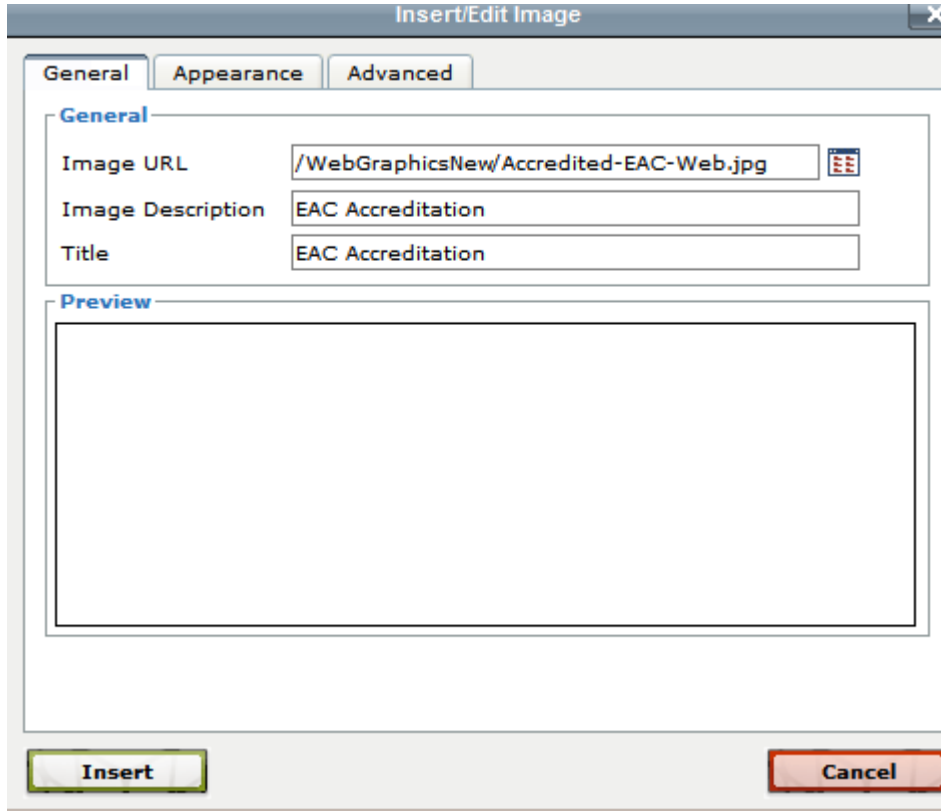 Insert/Edit Image
General Appearance Advanced
General
Image URL /WebGraphicsNew/Accredited-EAC-Web.jpg
Image Description EAC Accreditation
Title EAC Accreditation
Preview
Insert Cancel